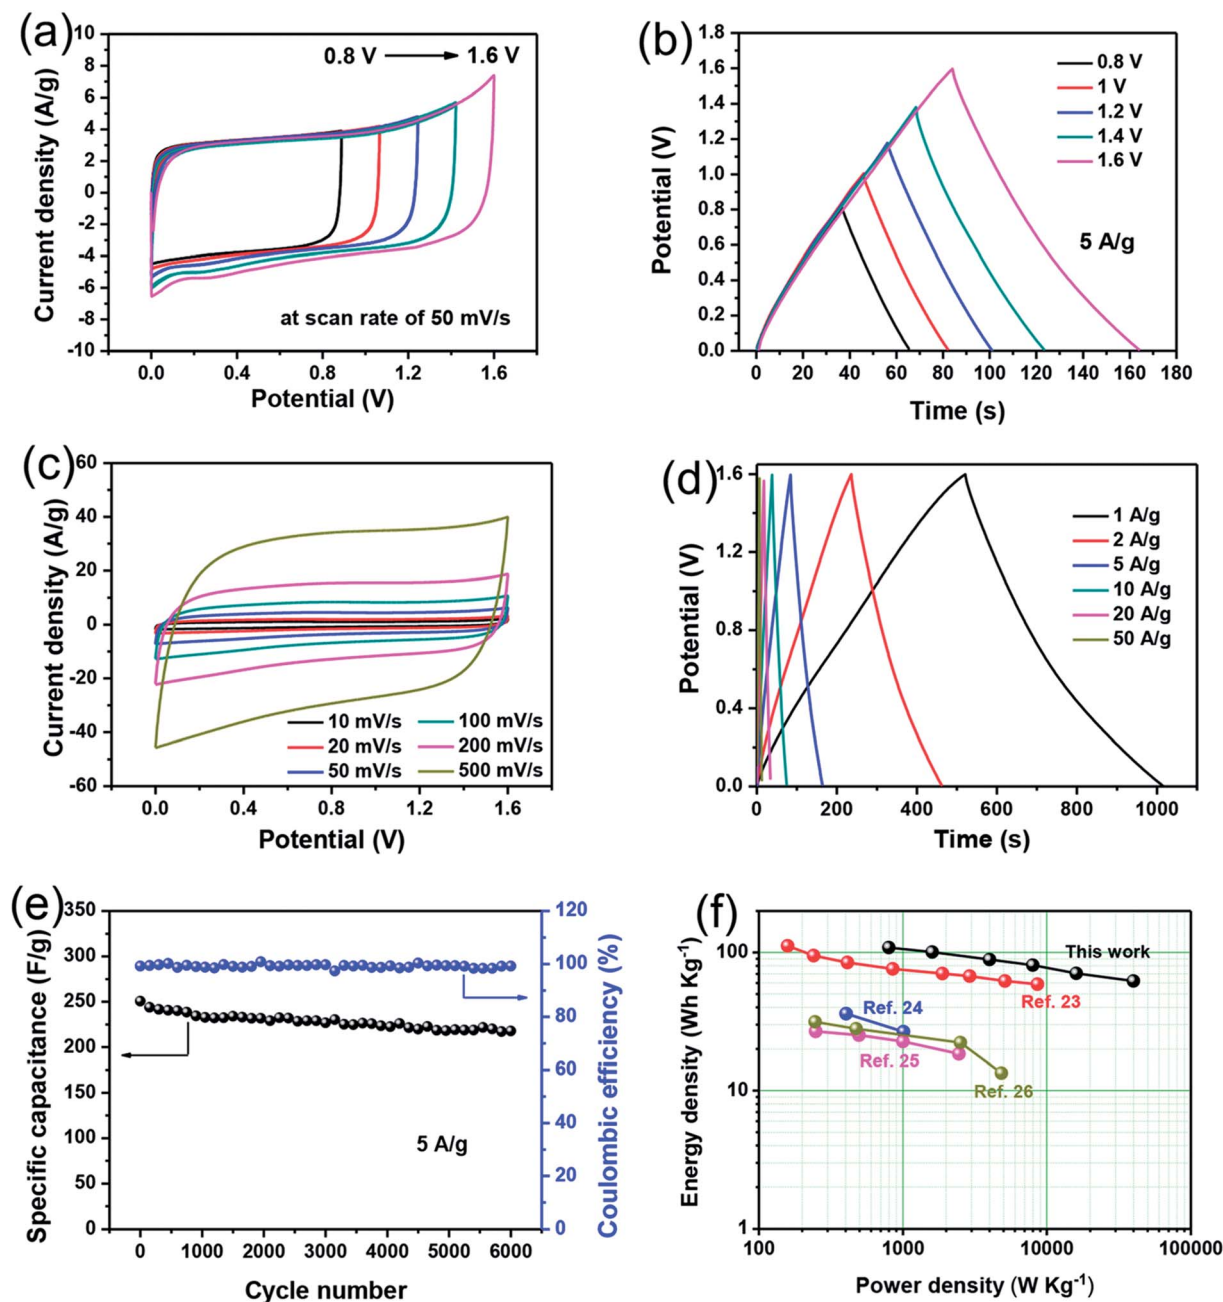 (a)
10
8
6
4
2
0
-2
-4
-6
-8
-10
Current density (A/g)
0.8 V
1.6 V
at scan rate of 50 mV/s
0.0 0.4 0.8 1.2 1.6
Potential (V)
(b)
1.8
1.6
1.4
1.2
1.0
0.8
0.6
0.4
0.2
0.0
Potential (V)
0.8 V
1 V
1.2 V
1.4 V
1.6 V
5 A/g
0 20 40 60 80 100 120 140 160 180
Time (s)
(c)
60
40
20
0
-20
-40
-60
Current density (A/g)
10 mV/s 100 mV/s
20 mV/s 200 mV/s
50 mV/s 500 mV/s
0.0 0.4 0.8 1.2 1.6
Potential (V)
(d)
1.6
1.2
0.8
0.4
0.0
Potential (V)
1 A/g
2 A/g
5 A/g
10 A/g
20 A/g
50 A/g
0 200 400 600 800 1000
Time (s)
(e)
350
300
250
200
150
100
50
0
Specific capacitance (F/g)
5 A/g
120
100
80
60
40
20
0
Coulombic efficiency (%)
0 1000 2000 3000 4000 5000 6000
Cycle number
(f)
100
10
1
Energy density (Wh Kg⁻¹)
This work
Ref. 23
Ref. 24
Ref. 25
Ref. 26
100 1000 10000 100000
Power density (W Kg⁻¹)